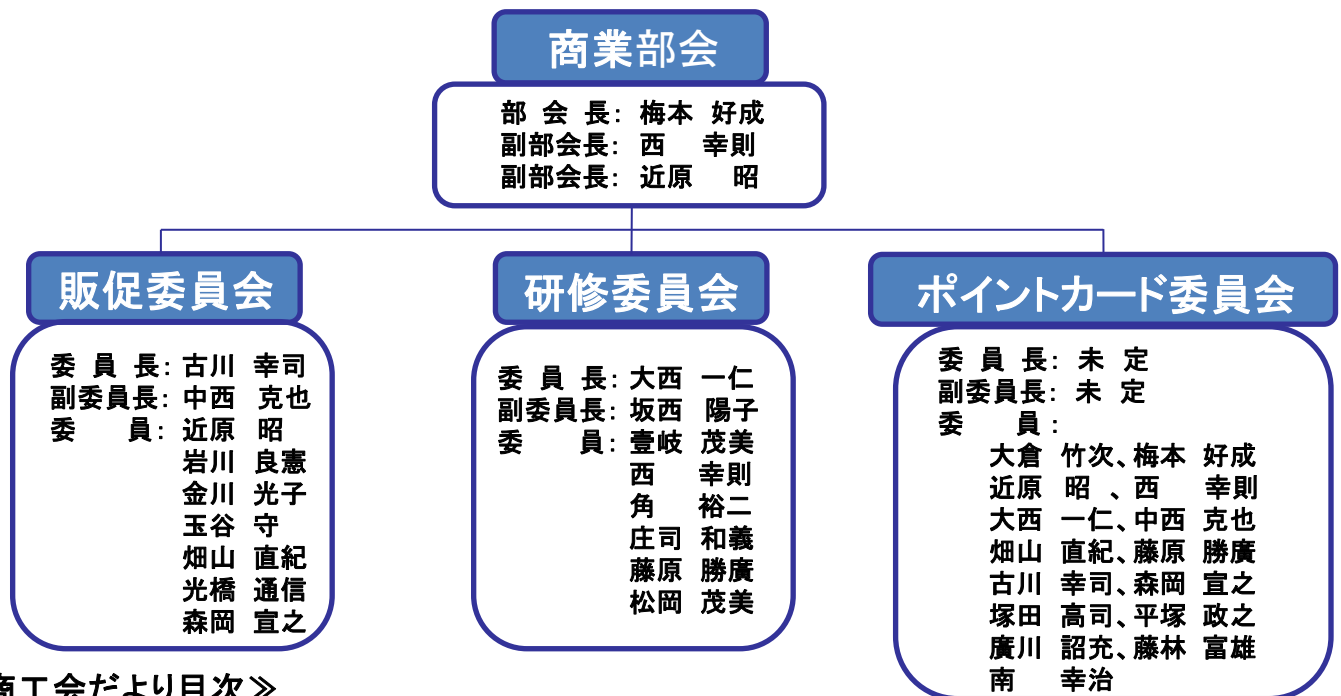 商業部会
部 会 長： 梅本 好成
副部会長： 西 幸則
副部会長： 近原 昭
販促委員会
委 員 長： 古川 幸司
副委員長： 中西 克也
委 員： 近原 昭
岩川 良憲
金川 光子
玉谷 守
畑山 直紀
光橋 通信
森岡 宣之
研修委員会
委 員 長： 大西 一仁
副委員長： 坂西 陽子
委 員： 壹岐 茂美
西 幸則
角 裕二
庄司 和義
藤原 勝廣
松岡 茂美
ポイントカード委員会
委 員 長： 未 定
副委員長： 未 定
委 員：
大倉 竹次、梅本 好成
近原 昭 、西 幸則
大西 一仁、中西 克也
畑山 直紀、藤原 勝廣
古川 幸司、森岡 宣之
塚田 高司、平塚 政之
廣川 詔充、藤林 富雄
南 幸治
商工会だより目次≫